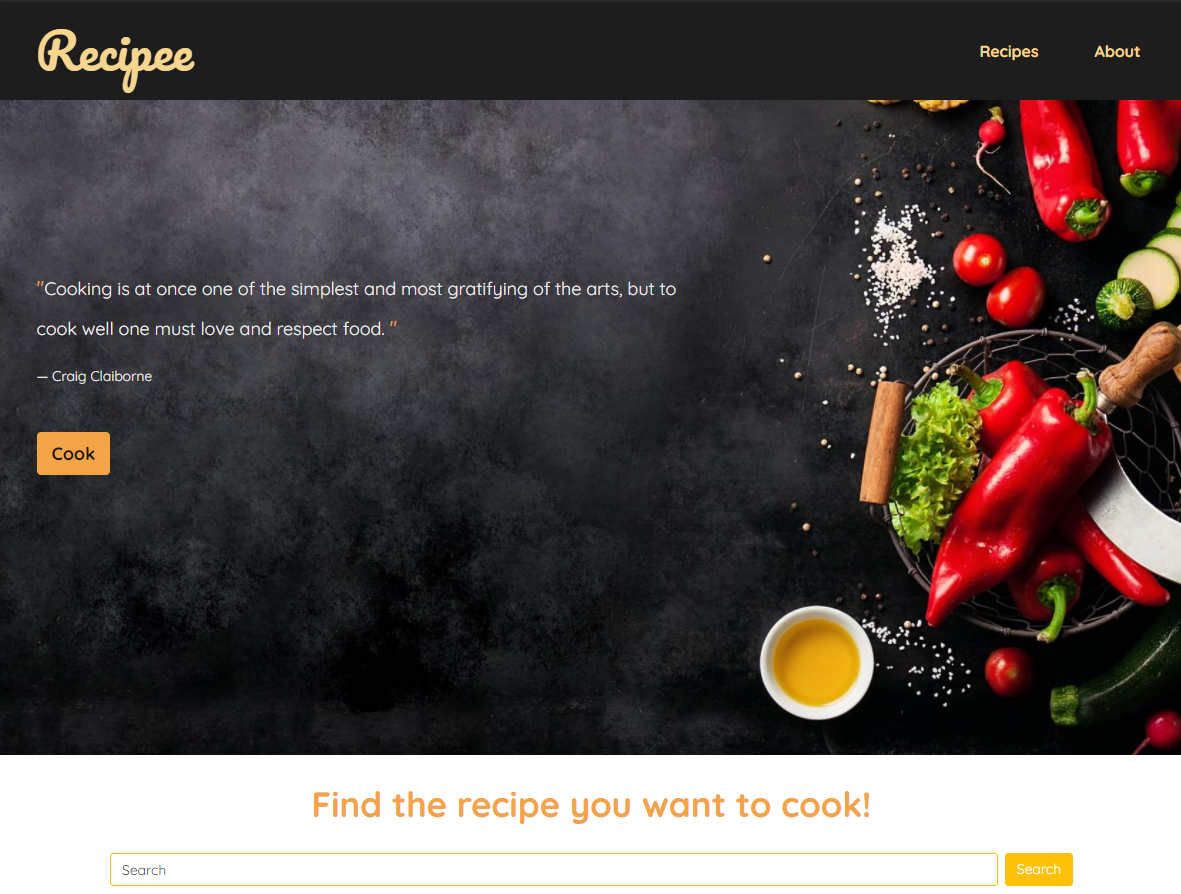 Recipee
Recipes
About
"Cooking is at once one of the simplest and most gratifying of the arts, but to
cook well one must love and respect food. "
— Craig Claiborne
Cook
Find the recipe you want to cook!
Search
Search